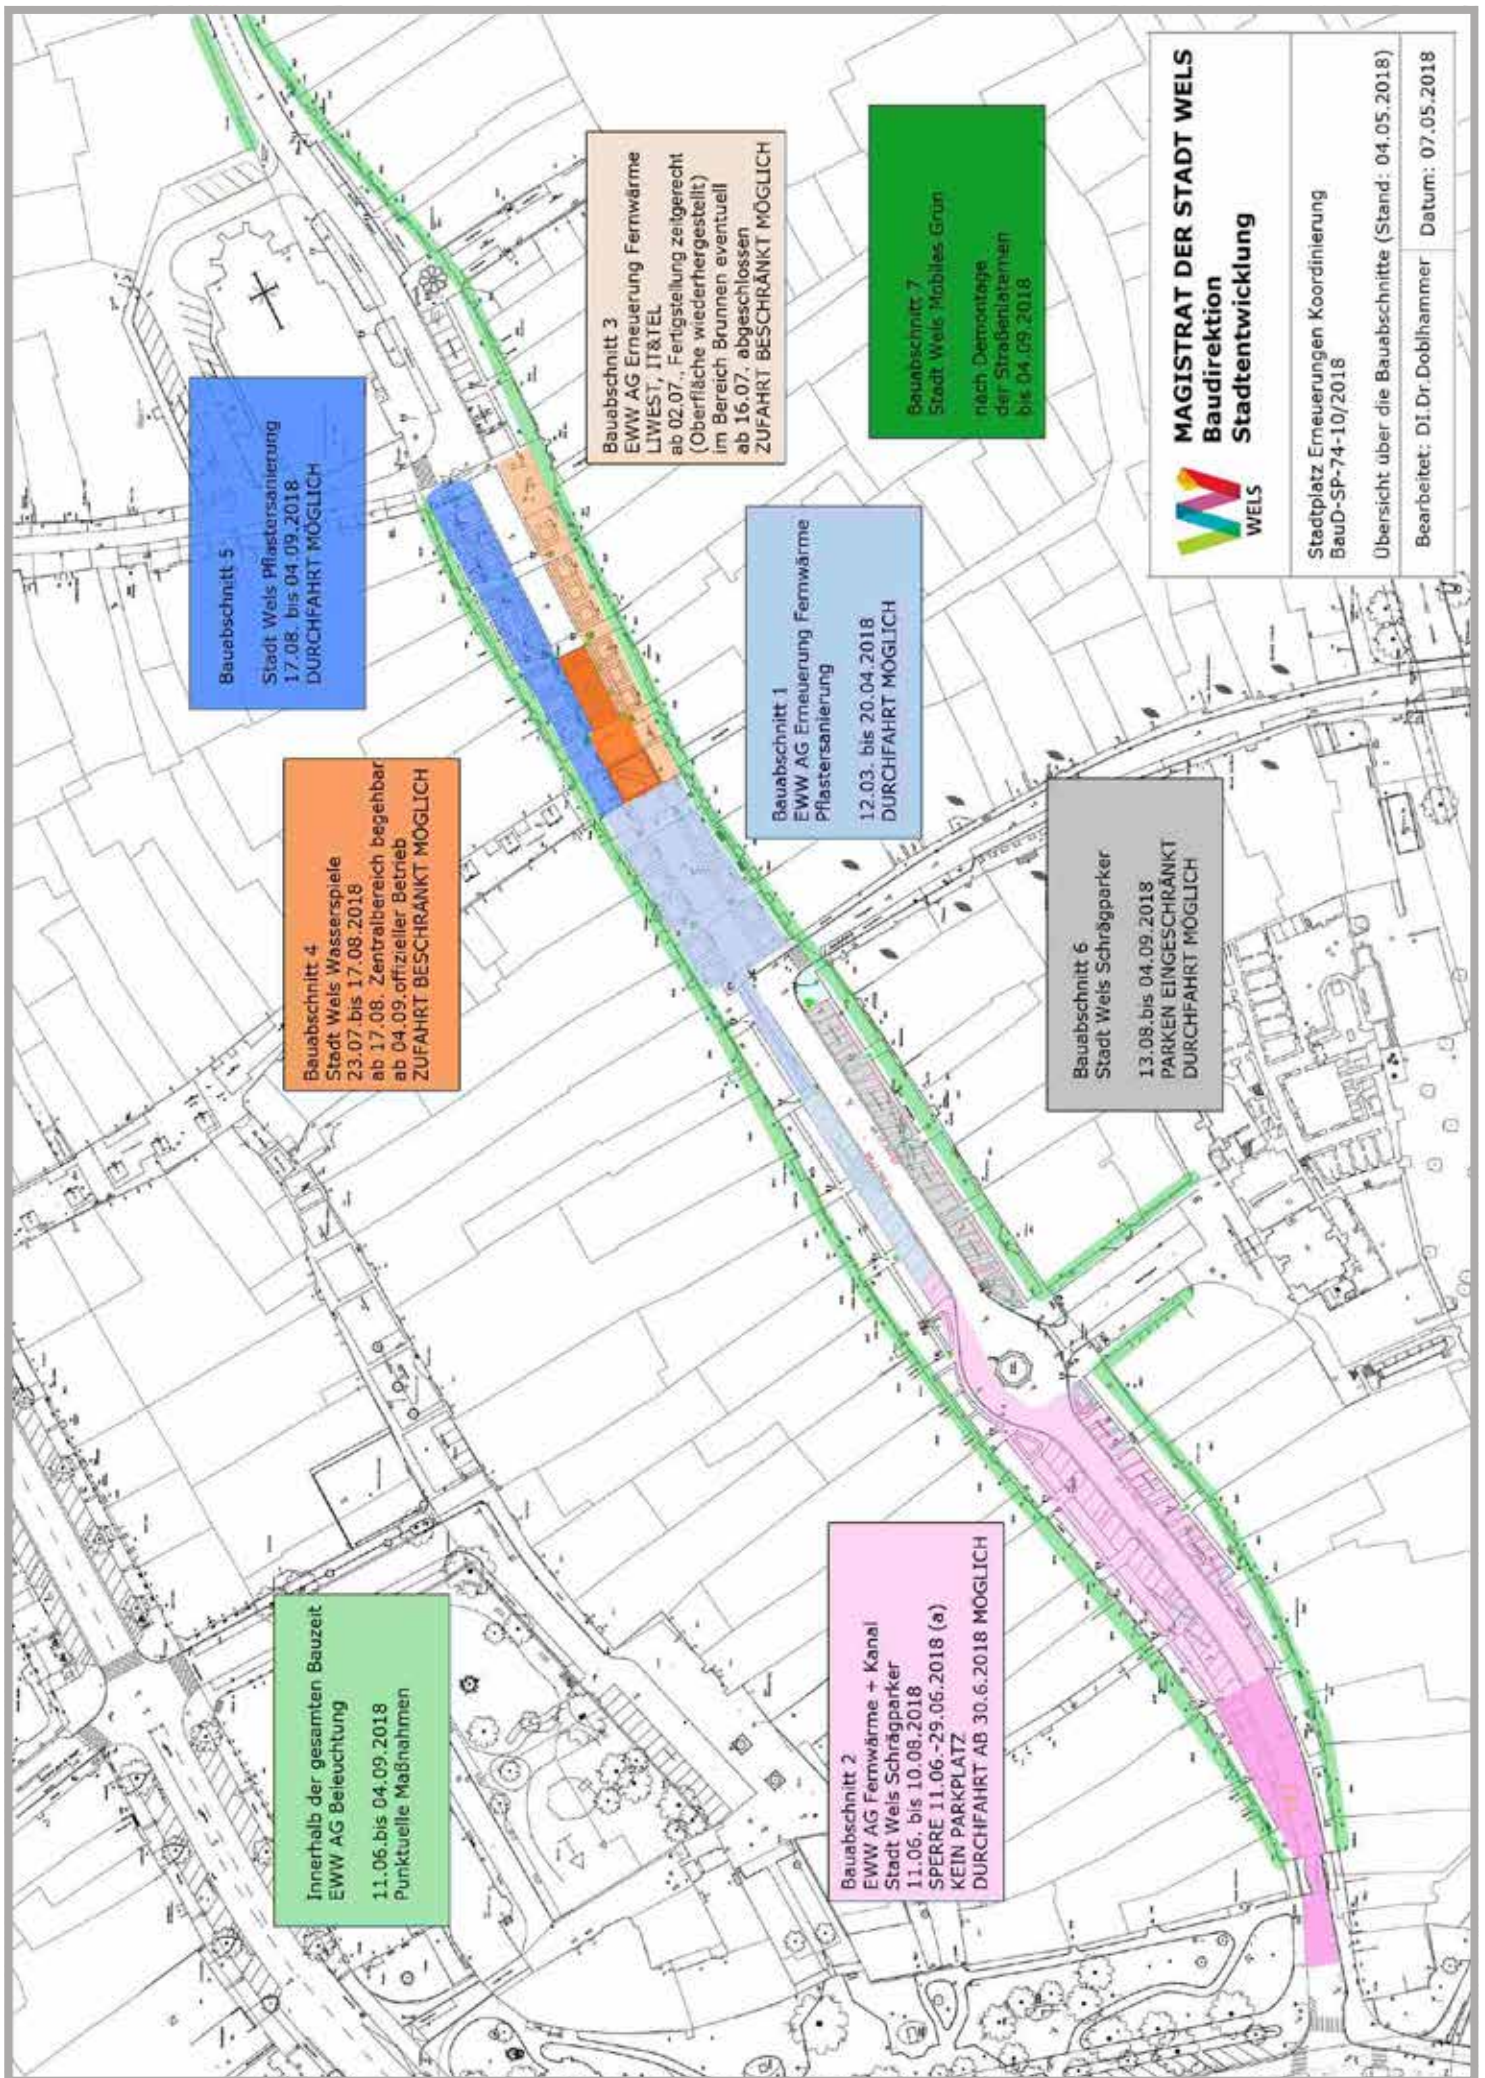 MAGISTRAT DER STADT WELS
Baudirektion
Stadtentwicklung
WELS
Stadtplatz Erneuerungen Koordinierung
BauD-SP-74-10/2018
Übersicht über die Bauabschnitte (Stand: 04.05.2018)
Bearbeitet: DI.Dr.Doblhammer
Datum: 07.05.2018
Innerhalb der gesamten Bauzeit
EWW AG Beleuchtung
11.06.bis 04.09.2018
Punktuelle Maßnahmen
Bauabschnitt 4
Stadt Wels Wasserspiele
23.07.bis 17.08.2018
ab 17.08. Zentralbereich begehbar
ab 04.09.offizieller Betrieb
ZUFAHRT BESCHRÄNKT MÖGLICH
Bauabschnitt 5
Stadt Wels Pflastersanierung
17.08. bis 04.09.2018
DURCHFAHRT MÖGLICH
Bauabschnitt 3
EWW AG Erneuerung Fernwärme
LIWEST, IT&TEL
ab 02.07., Fertigstellung zeitgerecht
(Oberfläche wiederhergestellt)
im Bereich Brunnen eventuell
ab 16.07. abgeschlossen
ZUFAHRT BESCHRÄNKT MÖGLICH
Bauabschnitt 1
EWW AG Erneuerung Fernwärme
Pflastersanierung
12.03. bis 20.04.2018
DURCHFAHRT MÖGLICH
Bauabschnitt 7
Stadt Wels Mobiles Grün
nach Demontage
der Straßenlaternen
bis 04.09.2018
Bauabschnitt 2
EWW AG Fernwärme + Kanal
Stadt Wels Schrägparker
11.06. bis 10.08.2018
SPERRE 11.06.-29.06.2018 (a)
KEIN PARKPLATZ
DURCHFAHRT AB 30.6.2018 MÖGLICH
Bauabschnitt 6
Stadt Wels Schrägparker
13.08.bis 04.09.2018
PARKEN EINGESCHRÄNKT
DURCHFAHRT MÖGLICH